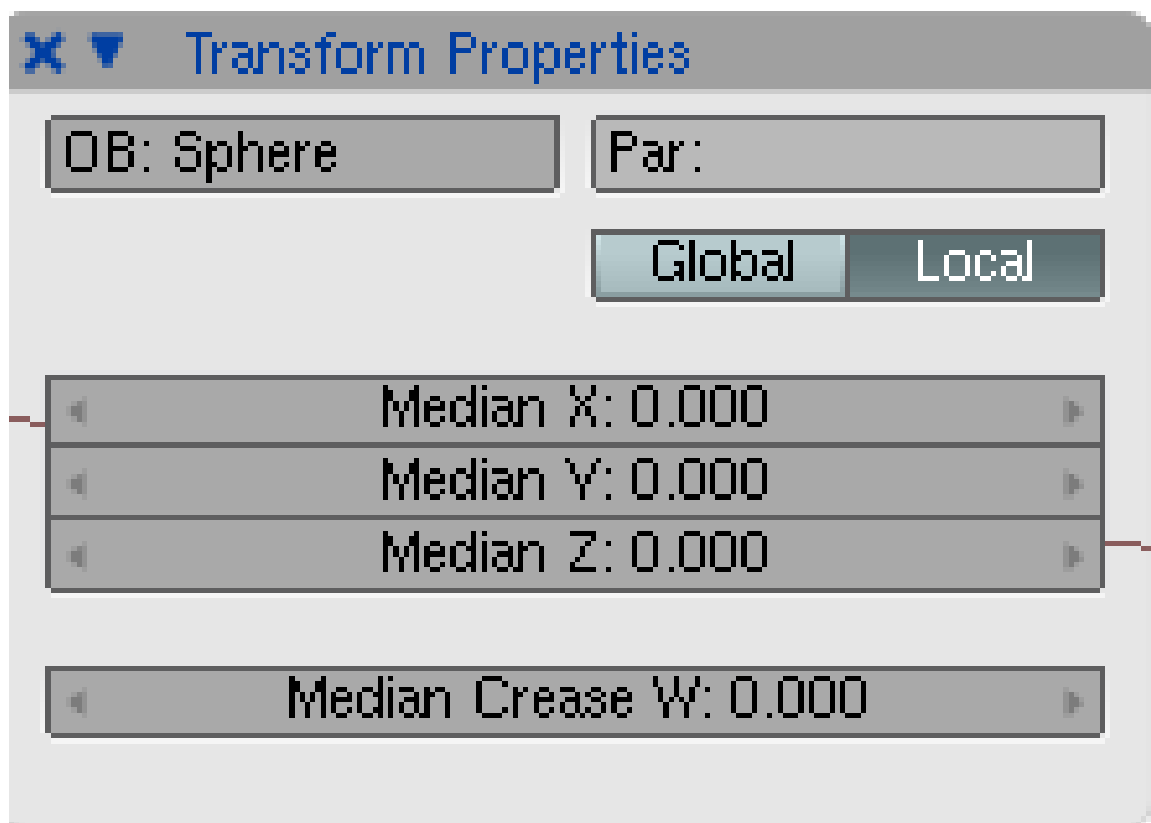 Transform Properties
OB: Sphere Par:
Global Local
Median X: 0.000
Median Y: 0.000
Median Z: 0.000
Median Crease W: 0.000